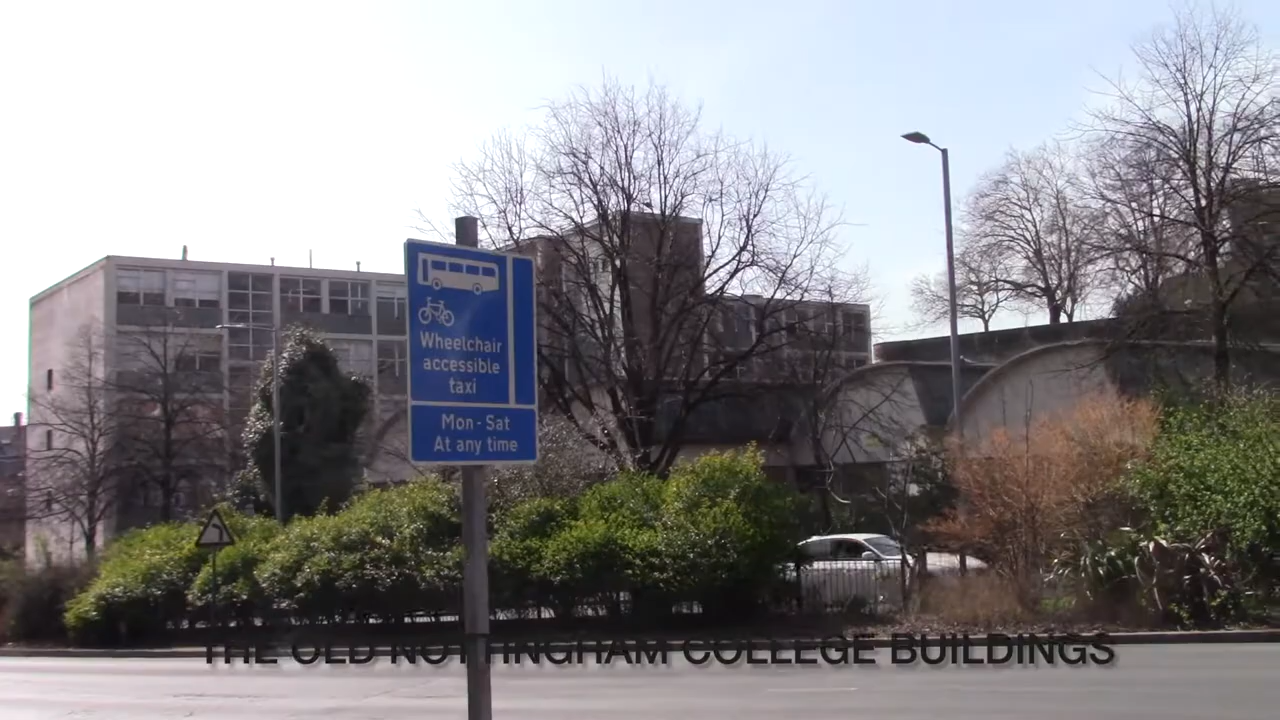 Wheelchair
accessible
taxi
Mon - Sat
At any time
THE OLD NOTTINGHAM COLLEGE BUILDINGS